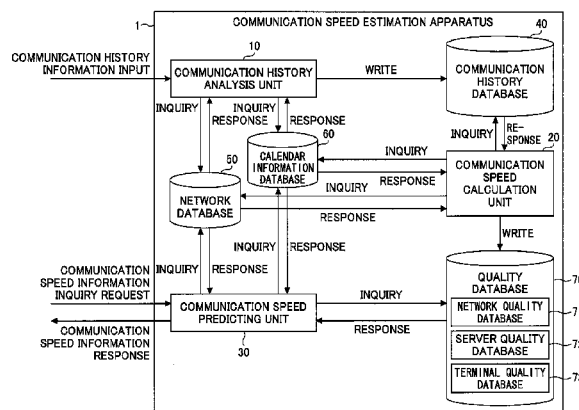 COMMUNICATION SPEED ESTIMATION APPARATUS
1
40
10
COMMUNICATION HISTORY
INFORMATION INPUT
COMMUNICATION HISTORY
ANALYSIS UNIT
WRITE
COMMUNICATION
HISTORY
DATABASE
INQUIRY
RESPONSE
INQUIRY
RESPONSE
60
INQUIRY
RE-
SPONSE
20
50
CALENDAR
INFORMATION
DATABASE
INQUIRY
RESPONSE
COMMUNICATION
SPEED
CALCULATION
UNIT
NETWORK
DATABASE
INQUIRY
RESPONSE
INQUIRY
RESPONSE
INQUIRY
RESPONSE
WRITE
COMMUNICATION
SPEED INFORMATION
INQUIRY REQUEST
COMMUNICATION SPEED
PREDICTING UNIT
30
INQUIRY
RESPONSE
COMMUNICATION
SPEED INFORMATION
RESPONSE
QUALITY
DATABASE
70
NETWORK QUALITY
DATABASE
7
SERVER QUALITY
DATABASE
7
TERMINAL QUALITY
DATABASE
7